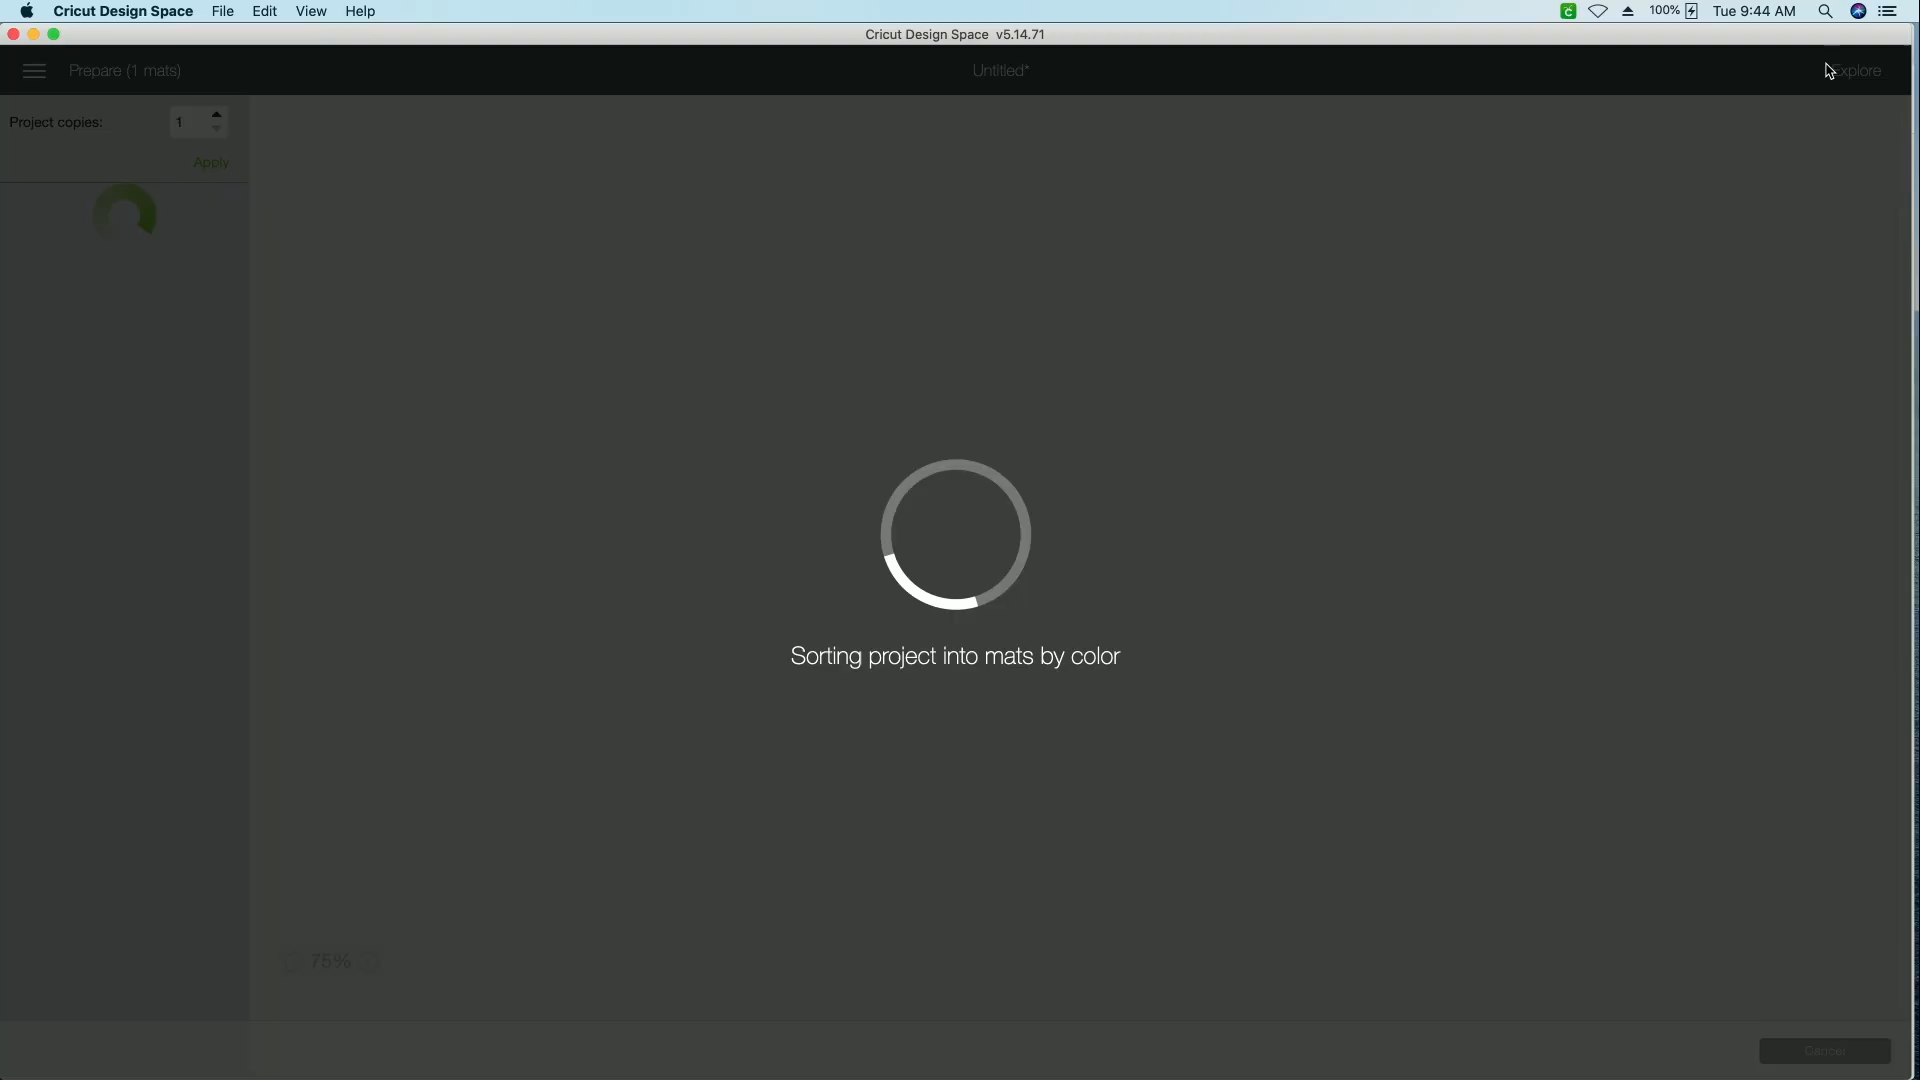 Cricut Design Space File Edit View Help 100% Tue 9:44 AM
Cricut Design Space v5.14.71
Prepare (1 mats) Untitled* Explore
Project copies: 1
Apply
Sorting project into mats by color
75%
Cancel